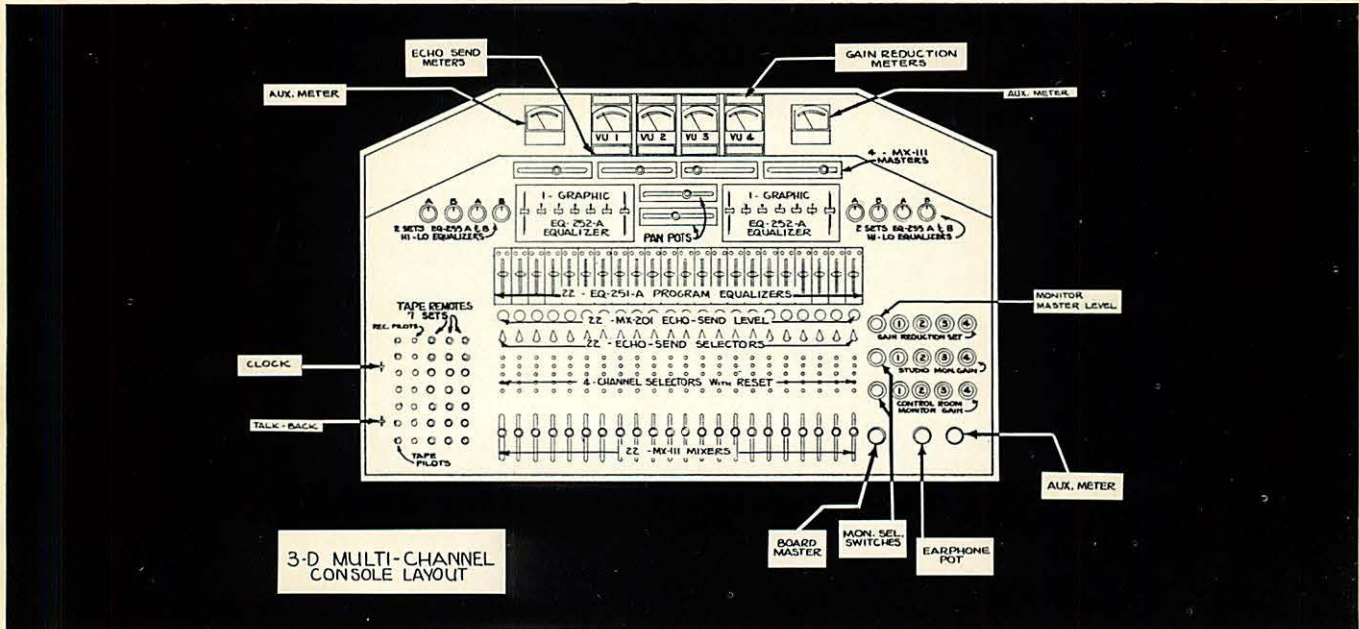 ECHO SEND
METERS
GAIN REDUCTION
METERS
AUX. METER
AUX. METER
VU 1
VU 2
VU 3
VU 4
4 - MX-111
MASTERS
1 - GRAPHIC
EQ-252-A
EQUALIZER
PAN POTS
1 - GRAPHIC
EQ-252-A
EQUALIZER
A B A B
2 SETS EQ-255 A & B
HI-LO EQUALIZERS
A B A B
2 SETS EQ-255 A & B
HI-LO EQUALIZERS
22 - EQ-251-A PROGRAM EQUALIZERS
22 - MX-201 ECHO-SEND LEVEL
22 - ECHO-SEND SELECTORS
4-CHANNEL SELECTORS WITH RESET
22 - MX-111 MIXERS
TAPE REMOTES
7 SETS
REC. PILOTS
CLOCK
TALK-BACK
TAPE
PILOTS
MONITOR
MASTER LEVEL
1 2 3 4
GAIN REDUCTION SET
1 2 3 4
STUDIO MON. GAIN
1 2 3 4
CONTROL ROOM
MONITOR GAIN
AUX. METER
BOARD
MASTER
MON. SEL.
SWITCHES
EARPHONE
POT
3-D MULTI-CHANNEL
CONSOLE LAYOUT